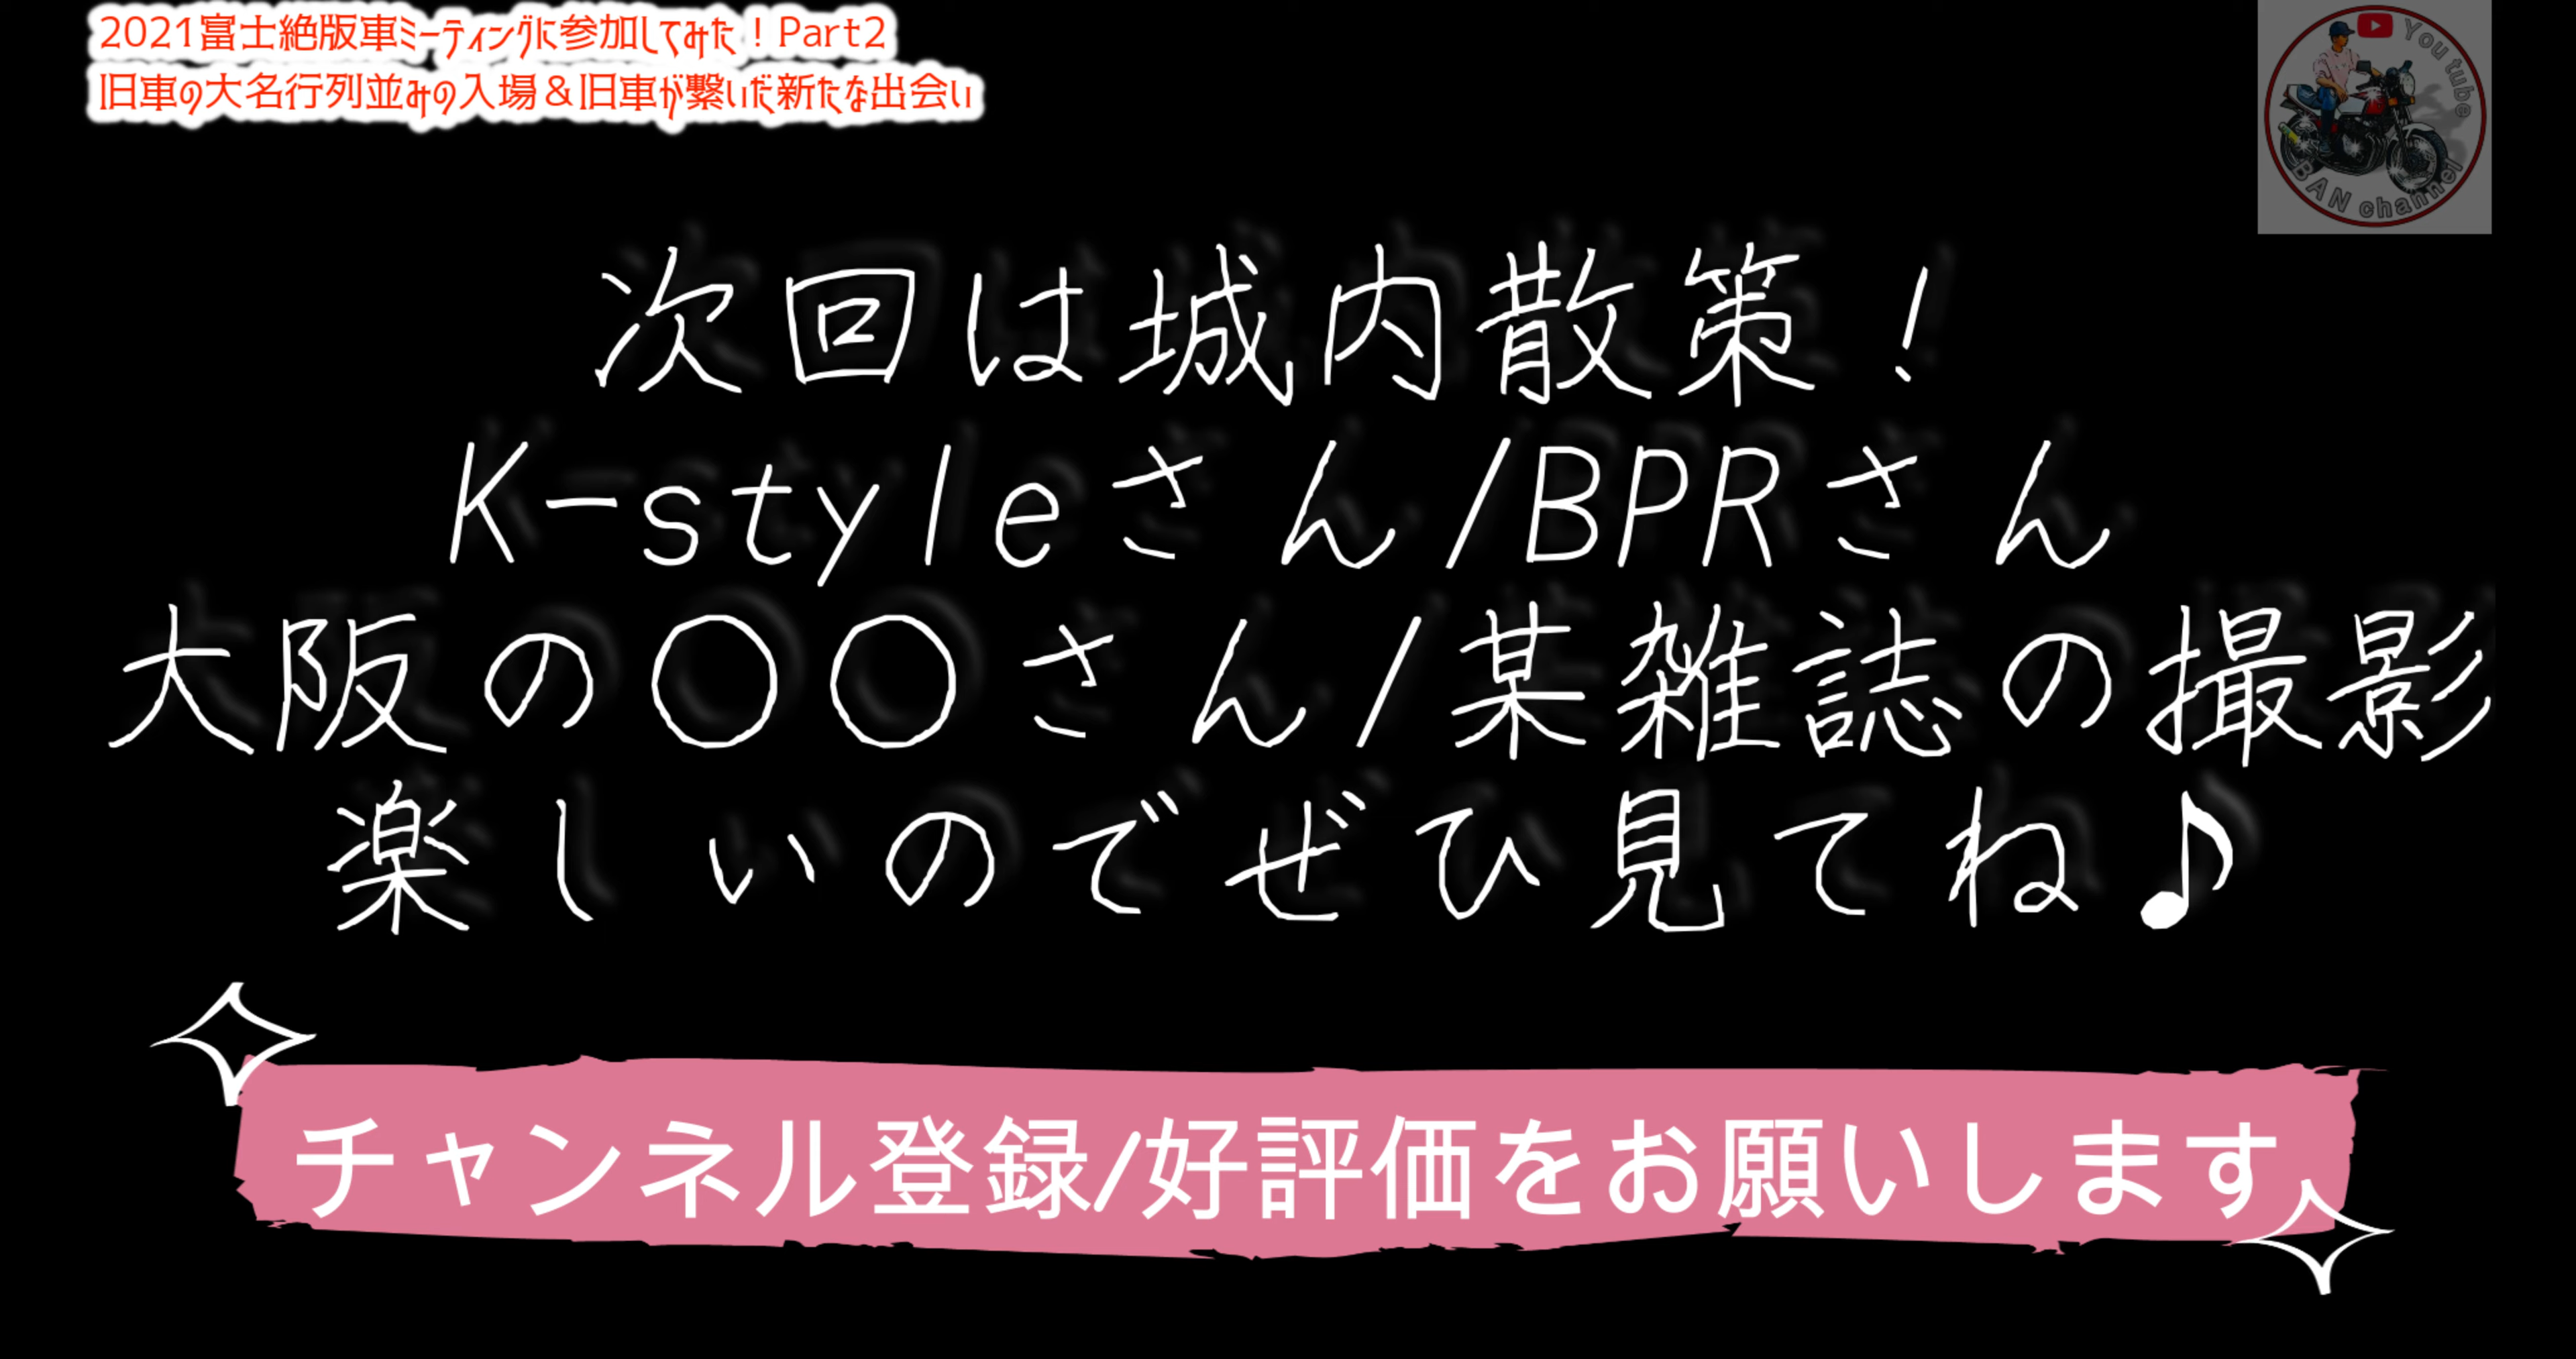 2021富士絶版車ミーティングに参加してみた！Part2
旧車の大名行列並みの入場＆旧車が繋いだ新たな出会い
You tube
BAN channel
次回は城内散策！
K-styleさん/BPRさん
大阪の〇〇さん/某雑誌の撮影
楽しいのでぜひ見てね♪
チャンネル登録/好評価をお願いします